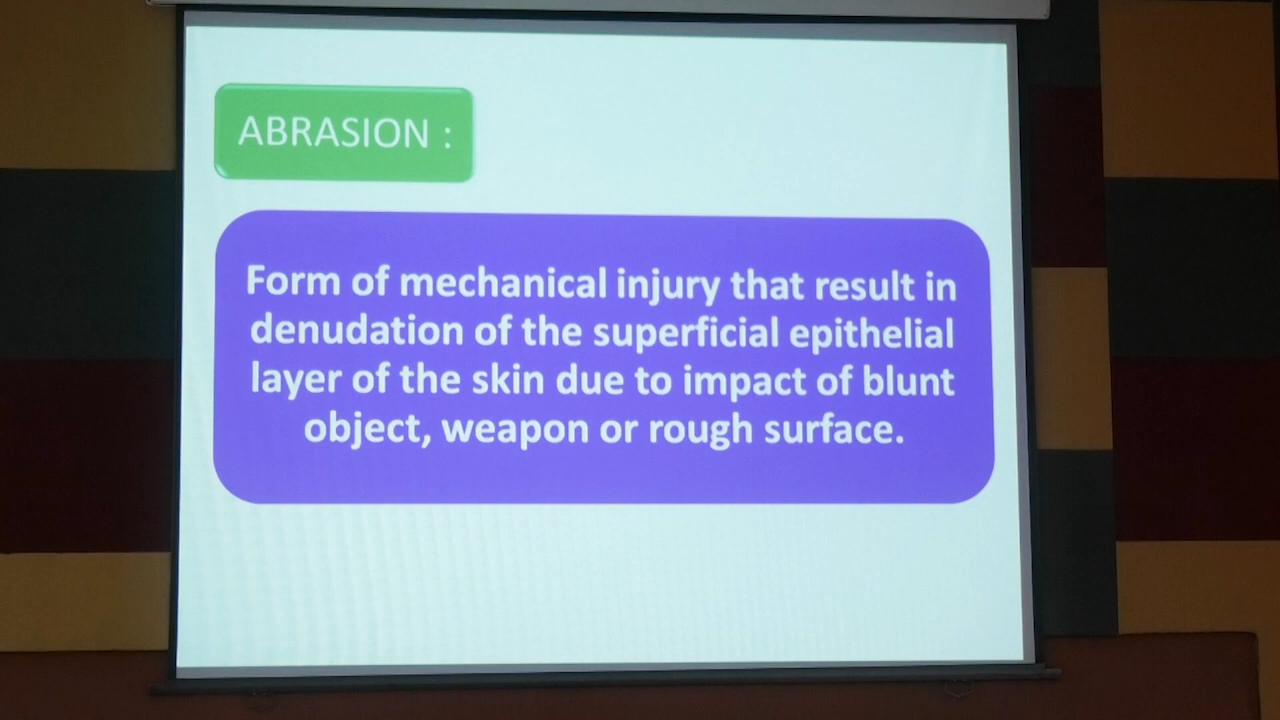 ABRASION :
Form of mechanical injury that result in
denudation of the superficial epithelial
layer of the skin due to impact of blunt
object, weapon or rough surface.